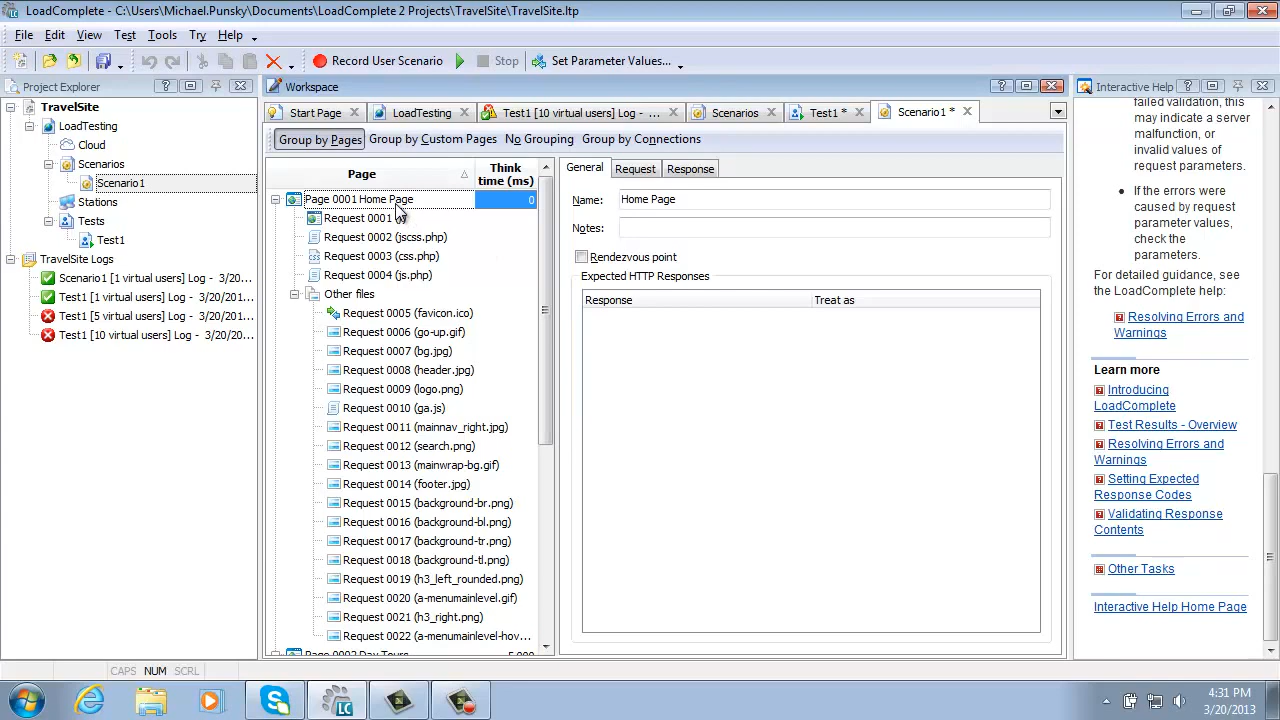 LoadComplete - C:\Users\Michael.Punsky\Documents\LoadComplete 2 Projects\TravelSite\TravelSite.ltp
File Edit View Test Tools Try Help
Record User Scenario Stop Set Parameter Values...
Project Explorer
TravelSite
LoadTesting
Cloud
Scenarios
Scenario1
Stations
Tests
Test1
TravelSite Logs
Scenario1 [1 virtual users] Log - 3/20...
Test1 [1 virtual users] Log - 3/20/201...
Test1 [5 virtual users] Log - 3/20/201...
Test1 [10 virtual users] Log - 3/20/20...
Workspace
Start Page LoadTesting Test1 [10 virtual users] Log - ... Scenarios Test1 * Scenario1 *
Group by Pages Group by Custom Pages No Grouping Group by Connections
Page Think time (ms)
Page 0001 Home Page 0
Request 0001
Request 0002 (jscss.php)
Request 0003 (css.php)
Request 0004 (js.php)
Other files
Request 0005 (favicon.ico)
Request 0006 (go-up.gif)
Request 0007 (bg.jpg)
Request 0008 (header.jpg)
Request 0009 (logo.png)
Request 0010 (ga.js)
Request 0011 (mainnav_right.jpg)
Request 0012 (search.png)
Request 0013 (mainwrap-bg.gif)
Request 0014 (footer.jpg)
Request 0015 (background-br.png)
Request 0016 (background-bl.png)
Request 0017 (background-tr.png)
Request 0018 (background-tl.png)
Request 0019 (h3_left_rounded.png)
Request 0020 (a-menumainlevel.gif)
Request 0021 (h3_right.png)
Request 0022 (a-menumainlevel-hov...
Page 0002 Day Tours 5,000
General Request Response
Name: Home Page
Notes:
Rendezvous point
Expected HTTP Responses
Response Treat as
Interactive Help
failed validation, this
may indicate a server
malfunction, or
invalid values of
request parameters.
If the errors were
caused by request
parameter values,
check the
parameters.
For detailed guidance, see
the LoadComplete help:
Resolving Errors and
Warnings
Learn more
Introducing
LoadComplete
Test Results - Overview
Resolving Errors and
Warnings
Setting Expected
Response Codes
Validating Response
Contents
Other Tasks
Interactive Help Home Page
CAPS NUM SCRL
LC
4:31 PM
3/20/2013